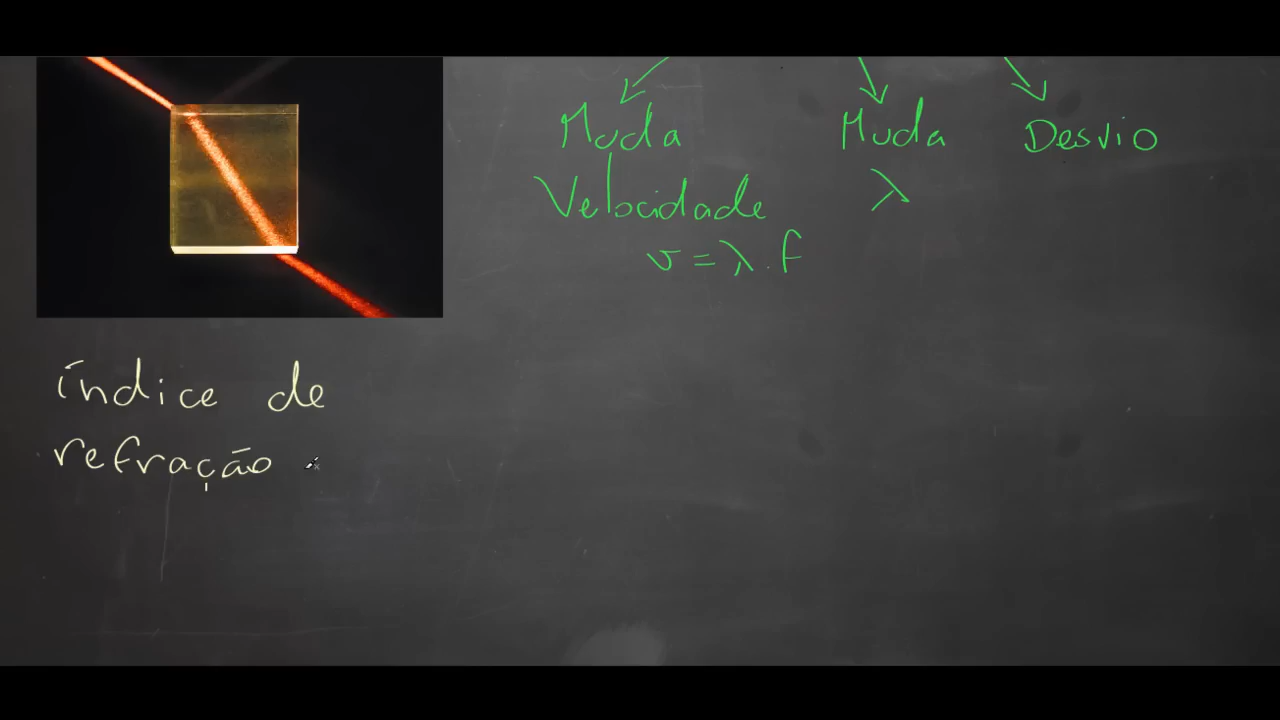 Muda Muda Desvio
Velocidade λ
v = λ . f
índice de
refração